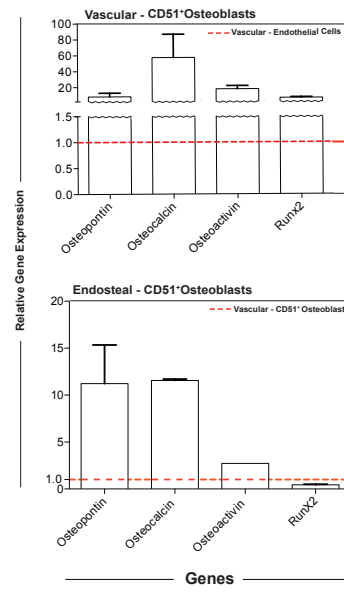 Vascular - CD51⁺Osteoblasts
100
80
60
40
20
1.5
1.0
0.5
0.0
Vascular - Endothelial Cells
Osteopontin
Osteocalcin
Osteoactivin
Runx2
Relative Gene Expression
Endosteal - CD51⁺Osteoblasts
20
15
10
5
1.0
0
Vascular - CD51⁺ Osteoblasts
Osteopontin
Osteocalcin
Osteoactivin
RunX2
Genes